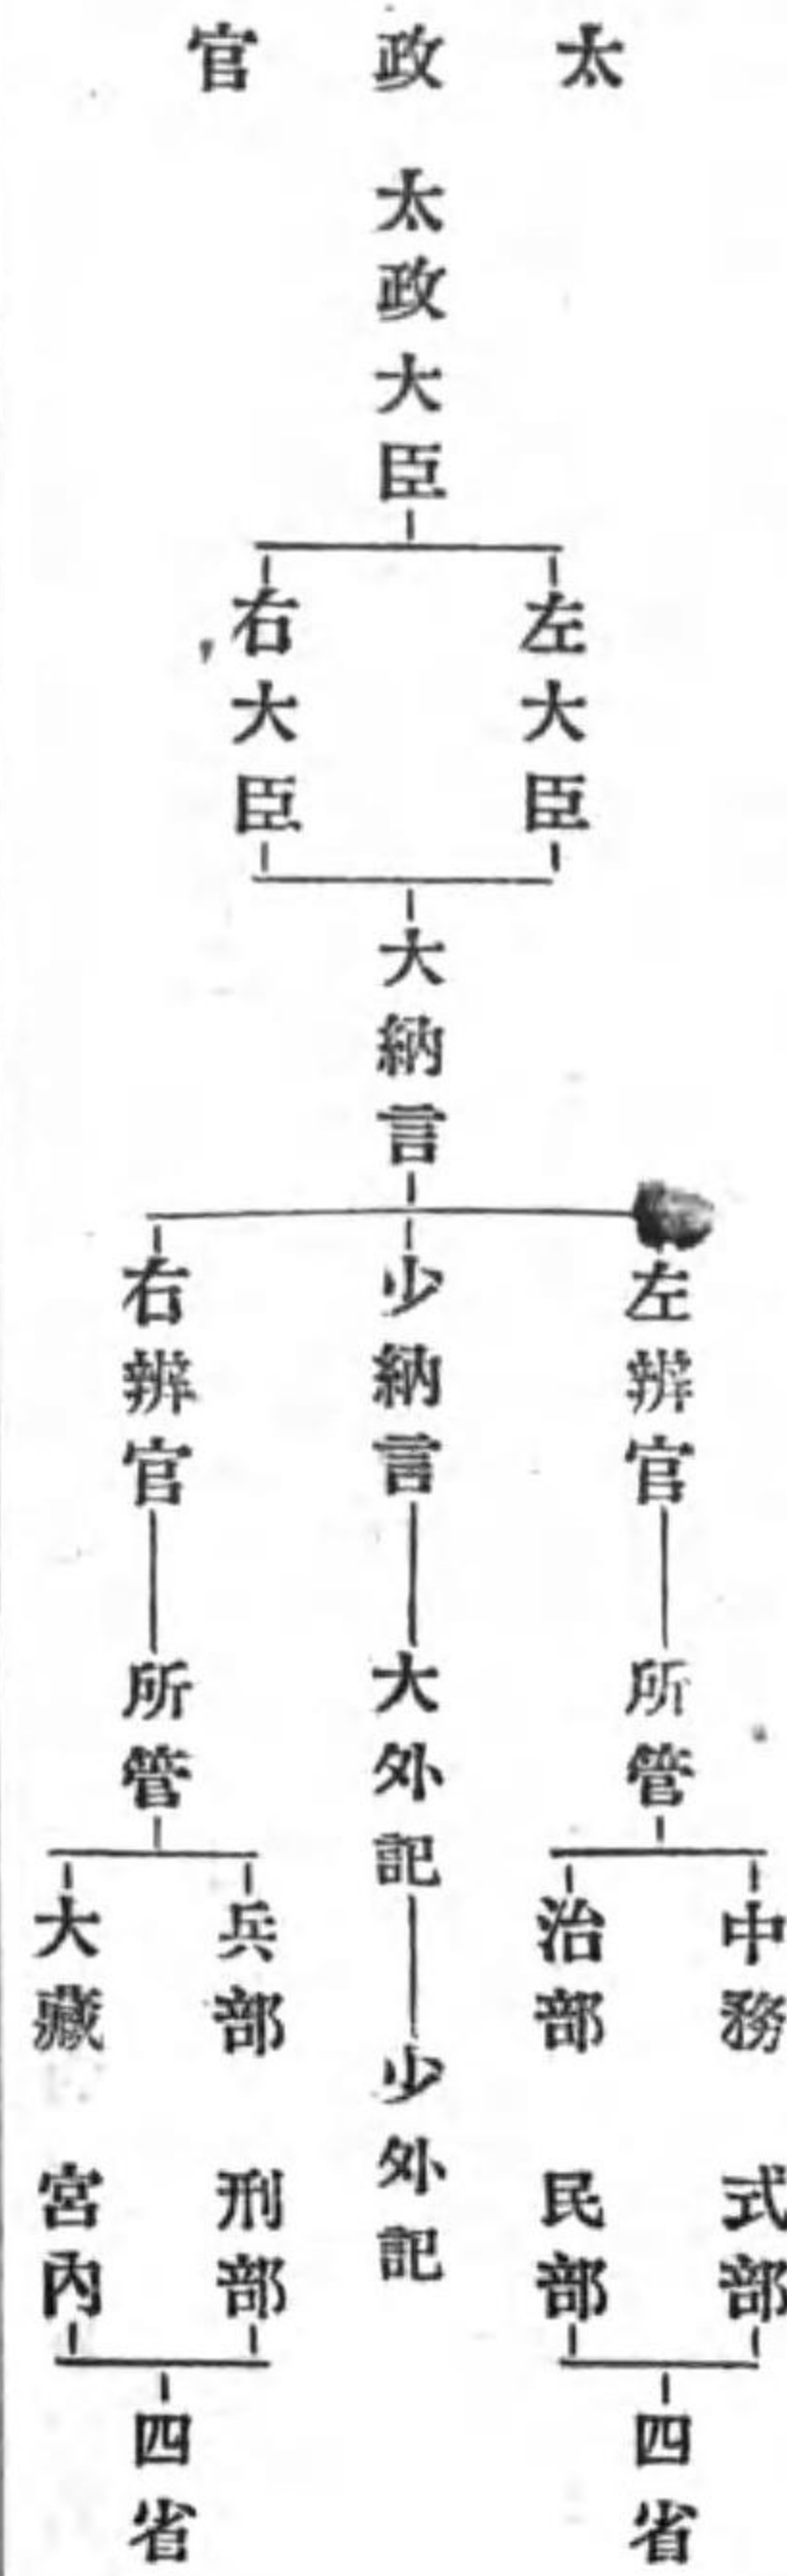 太政官
太政大臣
左大臣
右大臣
大納言
左辨官
少納言
右辨官
所管
大外記
所管
中務
治部
兵部
大藏
少外記
式部
民部
刑部
宮內
四省
四省